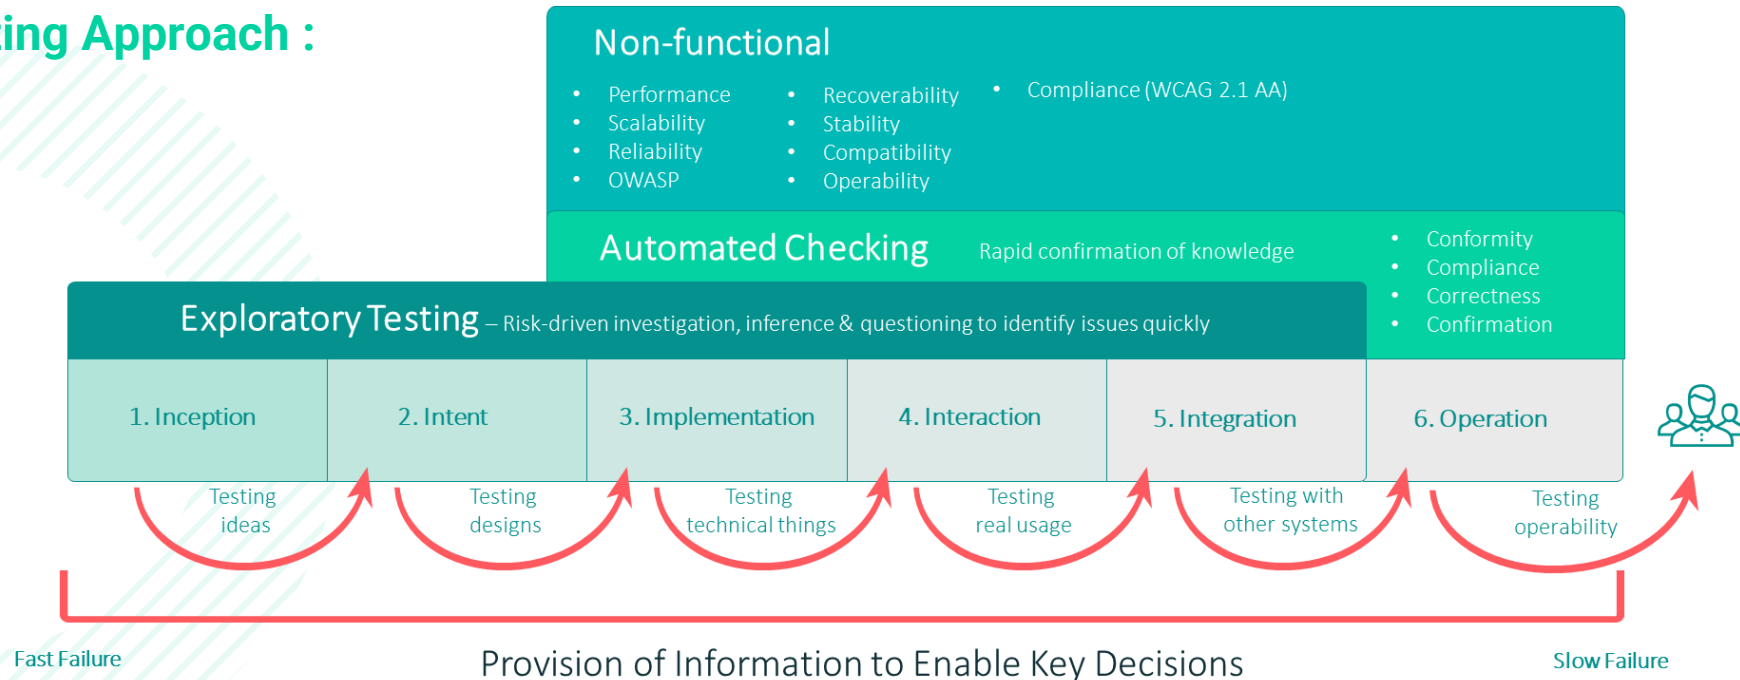 ting Approach :
Non-functional
• Performance
• Scalability
• Reliability
• OWASP
• Recoverability
• Stability
• Compatibility
• Operability
• Compliance (WCAG 2.1 AA)
Automated Checking
Rapid confirmation of knowledge
• Conformity
• Compliance
• Correctness
• Confirmation
Exploratory Testing – Risk-driven investigation, inference & questioning to identify issues quickly
1. Inception
2. Intent
3. Implementation
4. Interaction
5. Integration
6. Operation
Testing
ideas
Testing
designs
Testing
technical things
Testing
real usage
Testing with
other systems
Testing
operability
Fast Failure
Provision of Information to Enable Key Decisions
Slow Failure